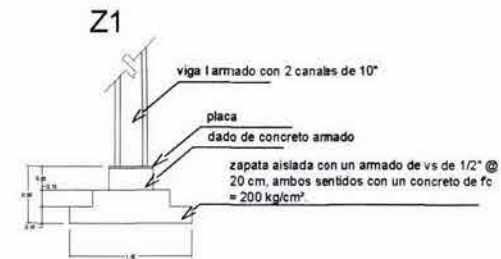 Z1
viga I armado con 2 canales de 10"
placa
dado de concreto armado
zapata aislada con un armado de vs de 1/2" @
20 cm, ambos sentidos con un concreto de fc
= 200 kg/cm².